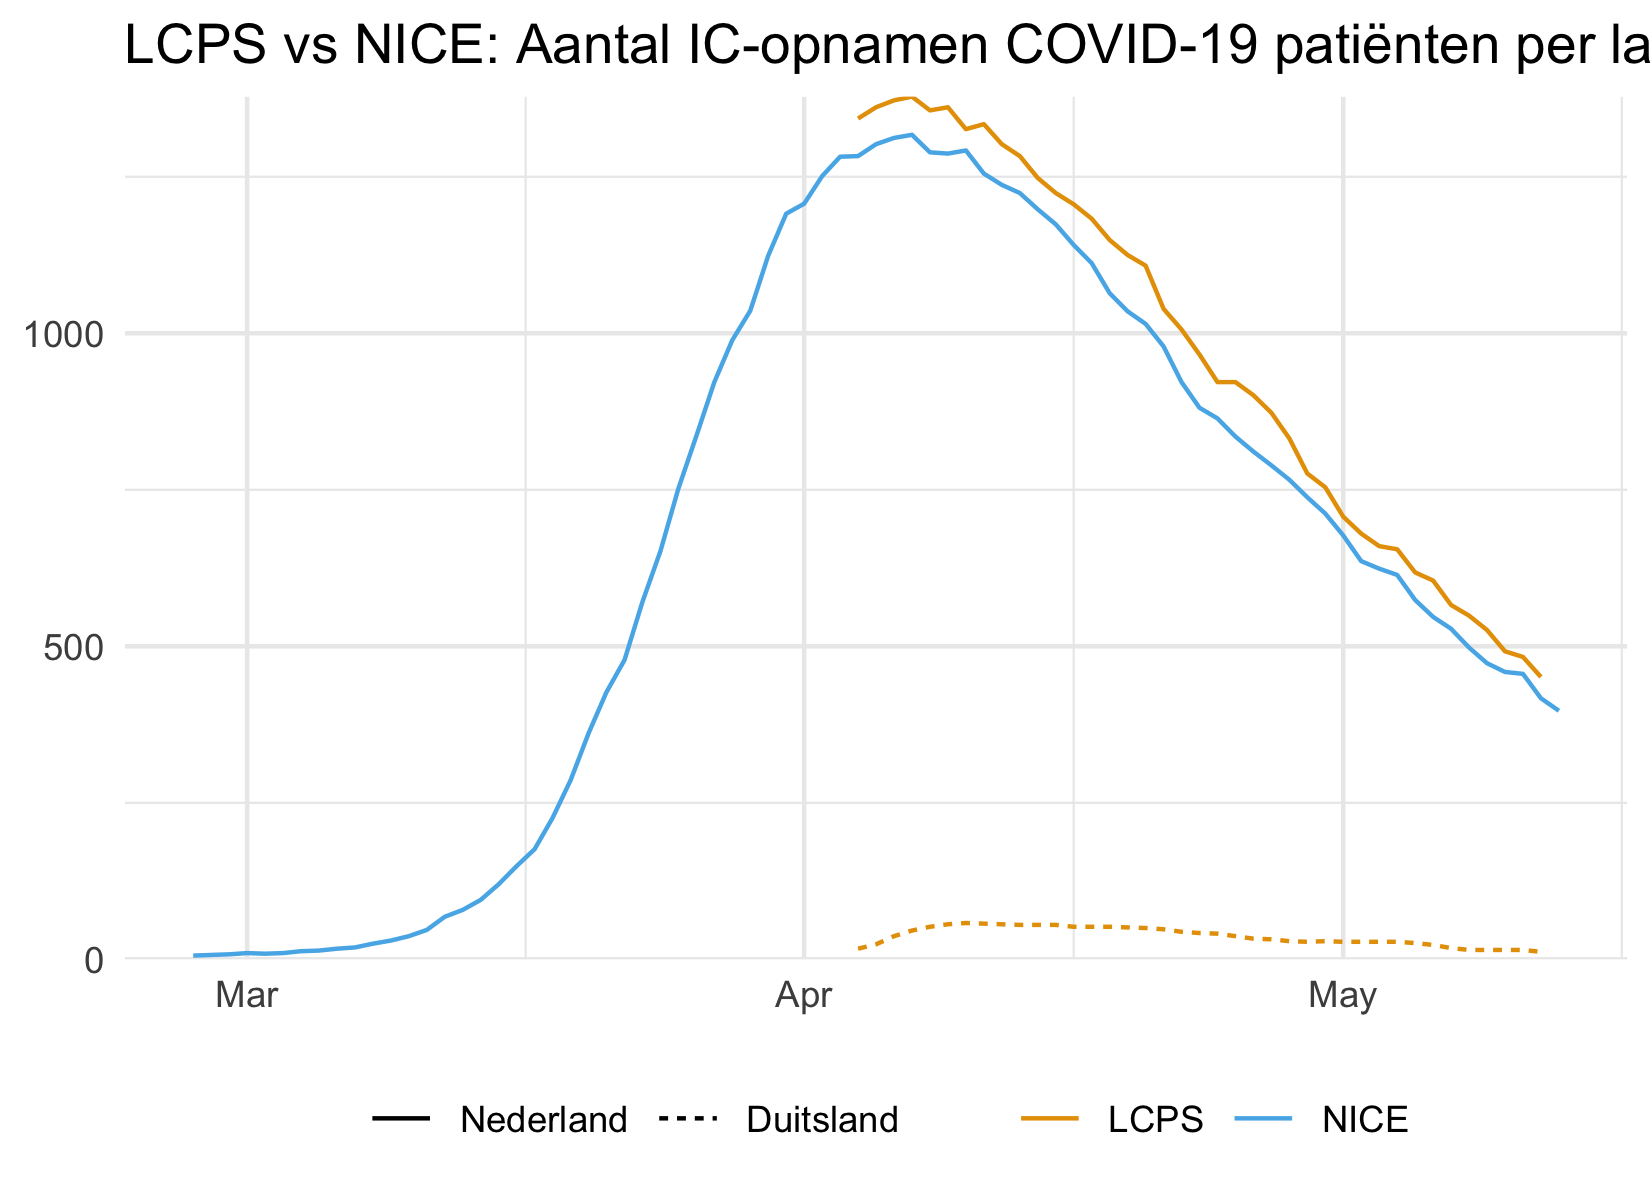 LCPS vs NICE: Aantal IC-opnamen COVID-19 patiënten per la
1000
500
0
Mar Apr May
Nederland Duitsland LCPS NICE